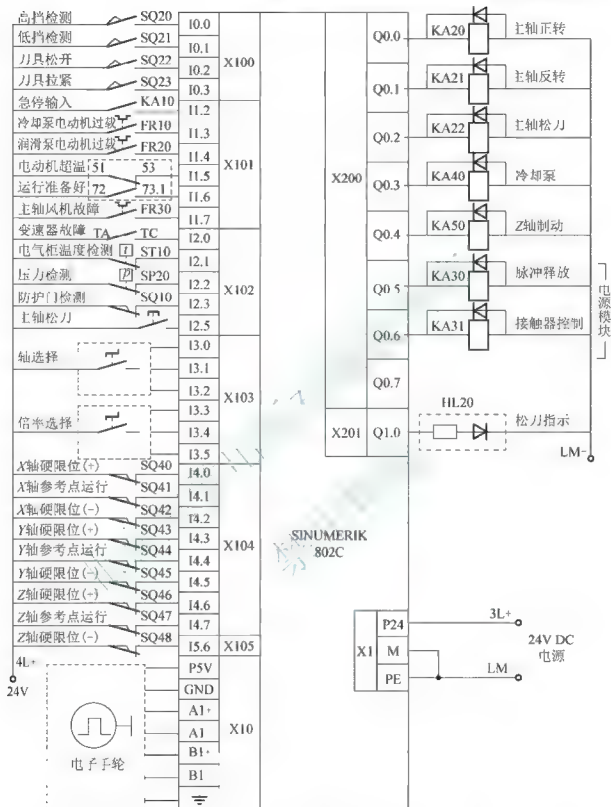 高挡检测 SQ20 I0.0
低挡检测 SQ21 I0.1
刀具松开 SQ22 I0.2
刀具拉紧 SQ23 I0.3
X100
急停输入 KA10 I1.2
冷却泵电动机过载 FR10 I1.3
润滑泵电动机过载 FR20 I1.4
电动机超温 51 53 I1.5
运行准备好 72 73.1 I1.6
主轴风机故障 FR30 I1.7
X101
变速器故障 TA TC I2.0
电气柜温度检测 t ST10 I2.1
压力检测 p SP20 I2.2
防护门检测 SQ10 I2.3
主轴松刀 I2.5
X102
轴选择
I3.0
I3.1
I3.2
倍率选择
I3.3
I3.4
I3.5
X103
X轴硬限位(+) SQ40 I4.0
X轴参考点运行 SQ41 I4.1
X轴硬限位(-) SQ42 I4.2
Y轴硬限位(+) SQ43 I4.3
Y轴参考点运行 SQ44 I4.4
Y轴硬限位(-) SQ45 I4.5
Z轴硬限位(+) SQ46 I4.6
Z轴参考点运行 SQ47 I4.7
X104
Z轴硬限位(-) SQ48 I5.6 X105
4L+
24V
电子手轮
P5V
GND
A1+
A1
B1+
B1
X10
SINUMERIK
802C
X200
Q0.0 KA20 主轴正转
Q0.1 KA21 主轴反转
Q0.2 KA22 主轴松刀
Q0.3 KA40 冷却泵
Q0.4 KA50 Z轴制动
Q0.5 KA30 脉冲释放
Q0.6 KA31 接触器控制
电源模块
Q0.7
X201 Q1.0 HL20 松刀指示
LM-
X1
P24 3L+
M
PE LM
24V DC
电源